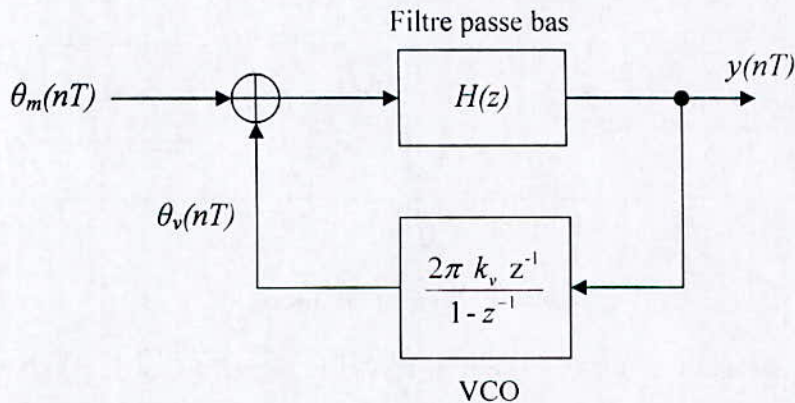 Filtre passe bas
θm(nT)
H(z)
y(nT)
θv(nT)
2π kv z-1
1 - z-1
VCO